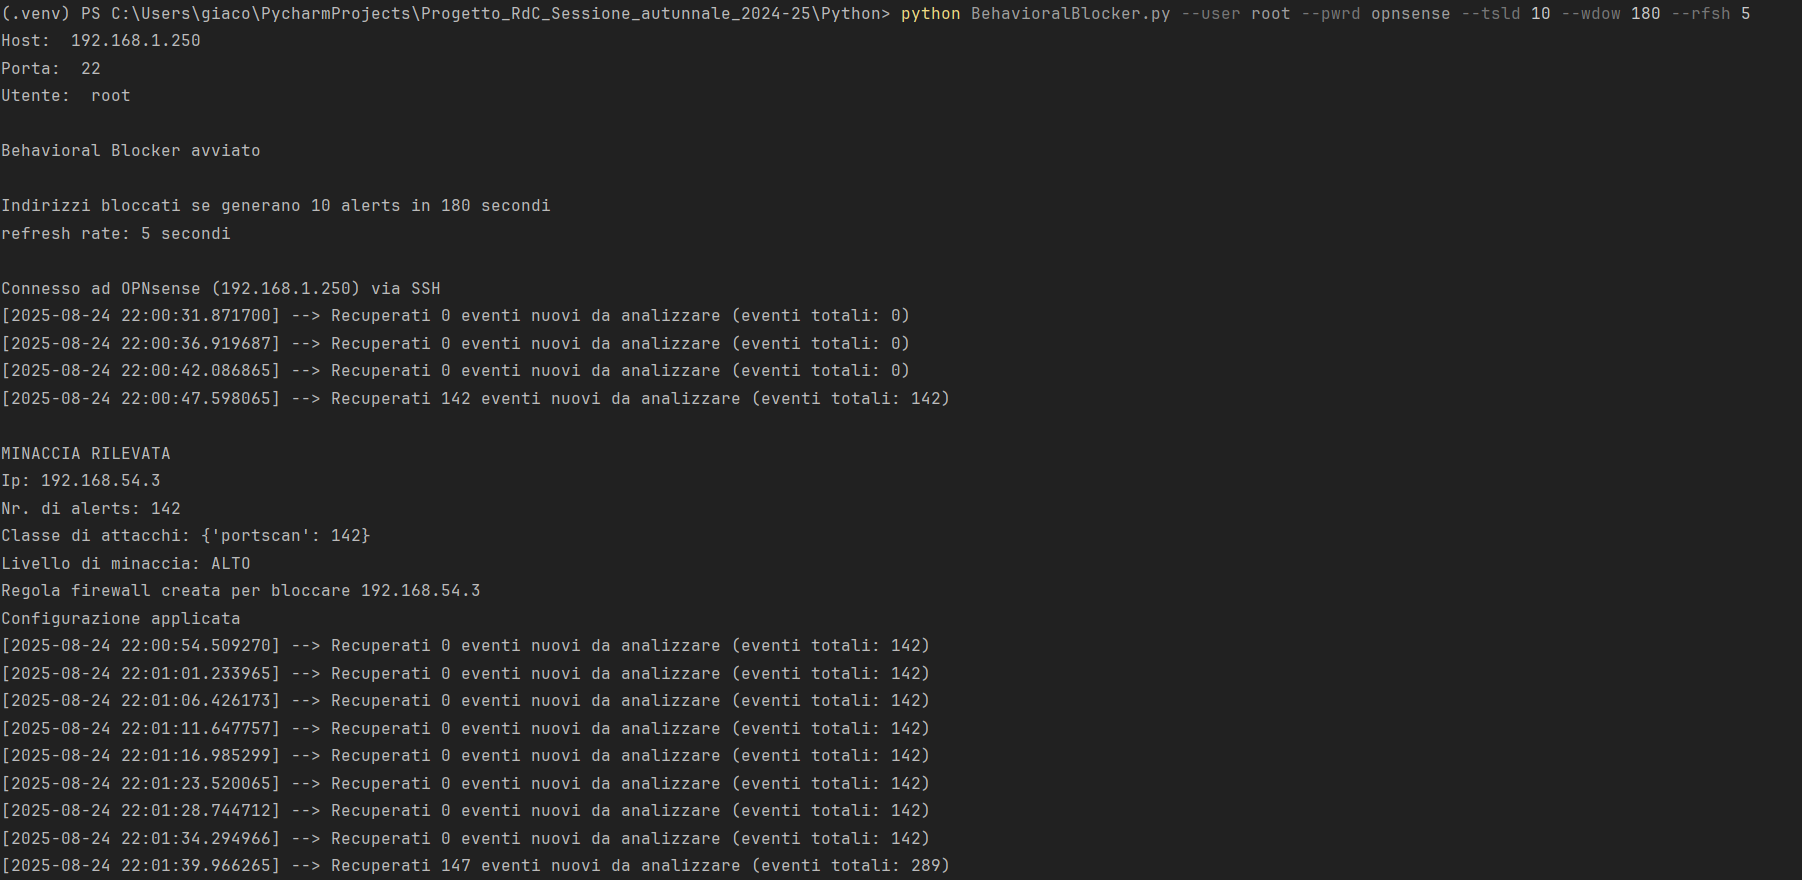 (.venv) PS C:\Users\giaco\PycharmProjects\Progetto_RdC_Sessione_autunnale_2024-25\Python> python BehavioralBlocker.py --user root --pwrd opnsense --tsld 10 --wdow 180 --rfsh 5
Host:  192.168.1.250
Porta:  22
Utente:  root
Behavioral Blocker avviato
Indirizzi bloccati se generano 10 alerts in 180 secondi
refresh rate: 5 secondi
Connesso ad OPNsense (192.168.1.250) via SSH
[2025-08-24 22:00:31.871700] --> Recuperati 0 eventi nuovi da analizzare (eventi totali: 0)
[2025-08-24 22:00:36.919687] --> Recuperati 0 eventi nuovi da analizzare (eventi totali: 0)
[2025-08-24 22:00:42.086865] --> Recuperati 0 eventi nuovi da analizzare (eventi totali: 0)
[2025-08-24 22:00:47.598065] --> Recuperati 142 eventi nuovi da analizzare (eventi totali: 142)
MINACCIA RILEVATA
Ip: 192.168.54.3
Nr. di alerts: 142
Classe di attacchi: {'portscan': 142}
Livello di minaccia: ALTO
Regola firewall creata per bloccare 192.168.54.3
Configurazione applicata
[2025-08-24 22:00:54.509270] --> Recuperati 0 eventi nuovi da analizzare (eventi totali: 142)
[2025-08-24 22:01:01.233965] --> Recuperati 0 eventi nuovi da analizzare (eventi totali: 142)
[2025-08-24 22:01:06.426173] --> Recuperati 0 eventi nuovi da analizzare (eventi totali: 142)
[2025-08-24 22:01:11.647757] --> Recuperati 0 eventi nuovi da analizzare (eventi totali: 142)
[2025-08-24 22:01:16.985299] --> Recuperati 0 eventi nuovi da analizzare (eventi totali: 142)
[2025-08-24 22:01:23.520065] --> Recuperati 0 eventi nuovi da analizzare (eventi totali: 142)
[2025-08-24 22:01:28.744712] --> Recuperati 0 eventi nuovi da analizzare (eventi totali: 142)
[2025-08-24 22:01:34.294966] --> Recuperati 0 eventi nuovi da analizzare (eventi totali: 142)
[2025-08-24 22:01:39.966265] --> Recuperati 147 eventi nuovi da analizzare (eventi totali: 289)